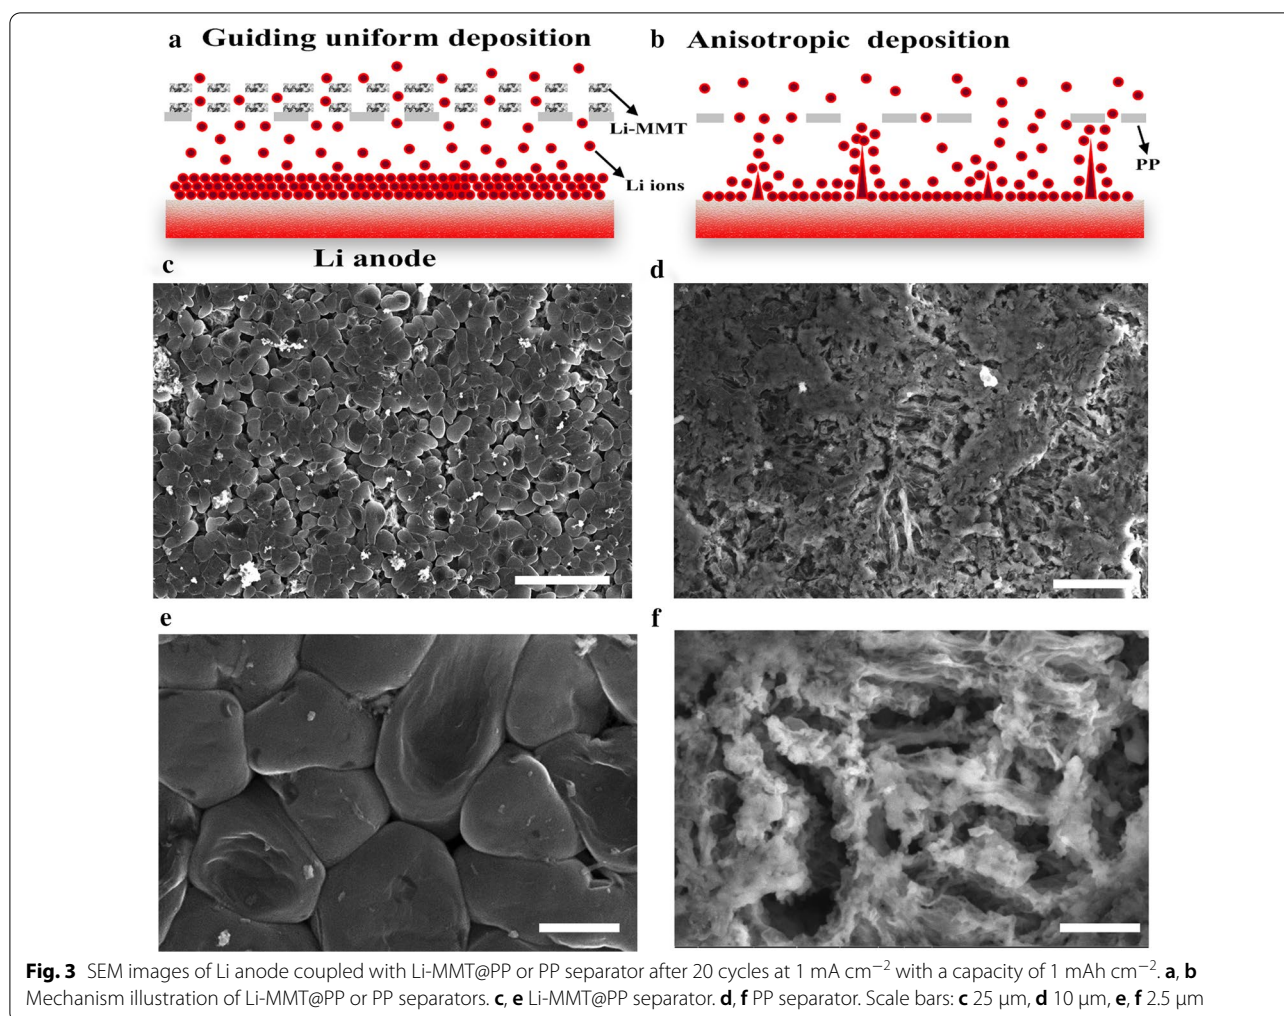 a Guiding uniform deposition
b Anisotropic deposition
Li-MMT
Li ions
PP
Li anode
c
d
e
f
Fig. 3 SEM images of Li anode coupled with Li-MMT@PP or PP separator after 20 cycles at 1 mA cm−2 with a capacity of 1 mAh cm−2. a, b
Mechanism illustration of Li-MMT@PP or PP separators. c, e Li-MMT@PP separator. d, f PP separator. Scale bars: c 25 µm, d 10 µm, e, f 2.5 µm